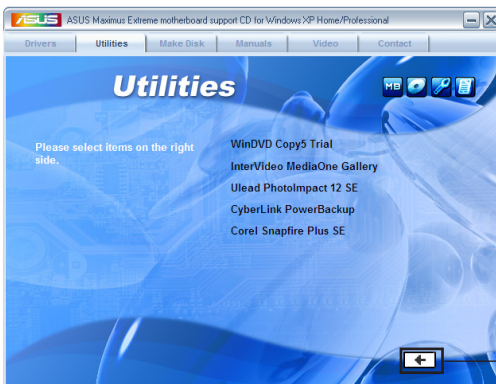 ASUS ASUS Maximus Extreme motherboard support CD for Windows XP Home/Professional
Drivers Utilities Make Disk Manuals Video Contact
Utilities
MB
Please select items on the right side.
WinDVD Copy5 Trial
InterVideo MediaOne Gallery
Ulead PhotoImpact 12 SE
CyberLink PowerBackup
Corel Snapfire Plus SE